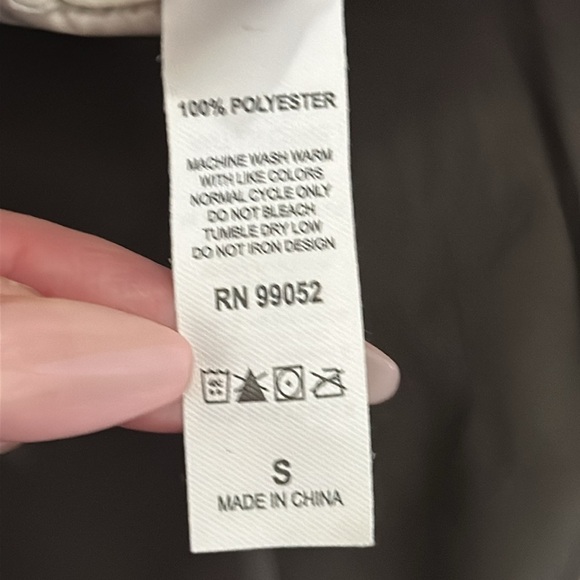 100% POLYESTER
MACHINE WASH WARM
WITH LIKE COLORS
NORMAL CYCLE ONLY
DO NOT BLEACH
TUMBLE DRY LOW
DO NOT IRON DESIGN
RN 99052
S
MADE IN CHINA